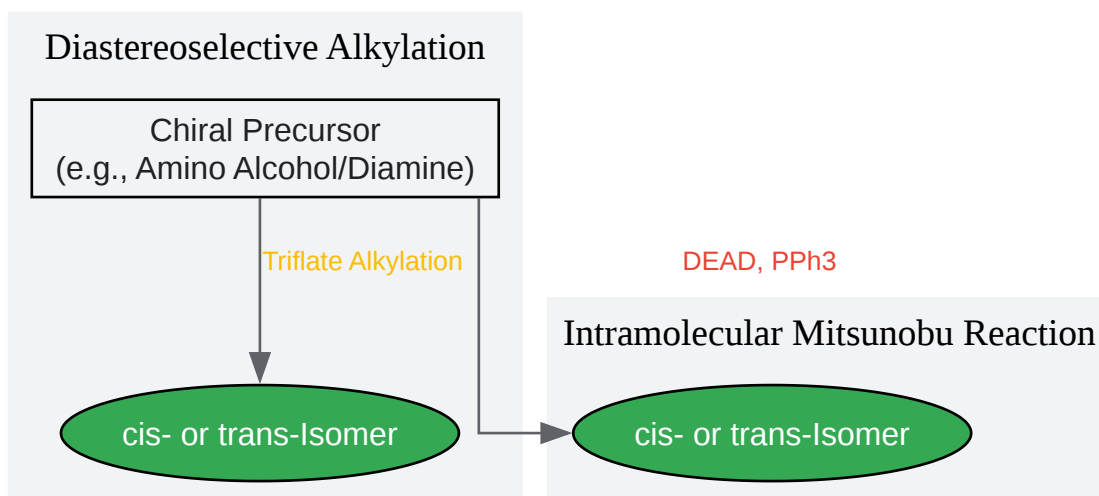 Diastereoselective Alkylation
Chiral Precursor
(e.g., Amino Alcohol/Diamine)
Triflate Alkylation
DEAD, PPh3
Intramolecular Mitsunobu Reaction
cis- or trans-Isomer
cis- or trans-Isomer